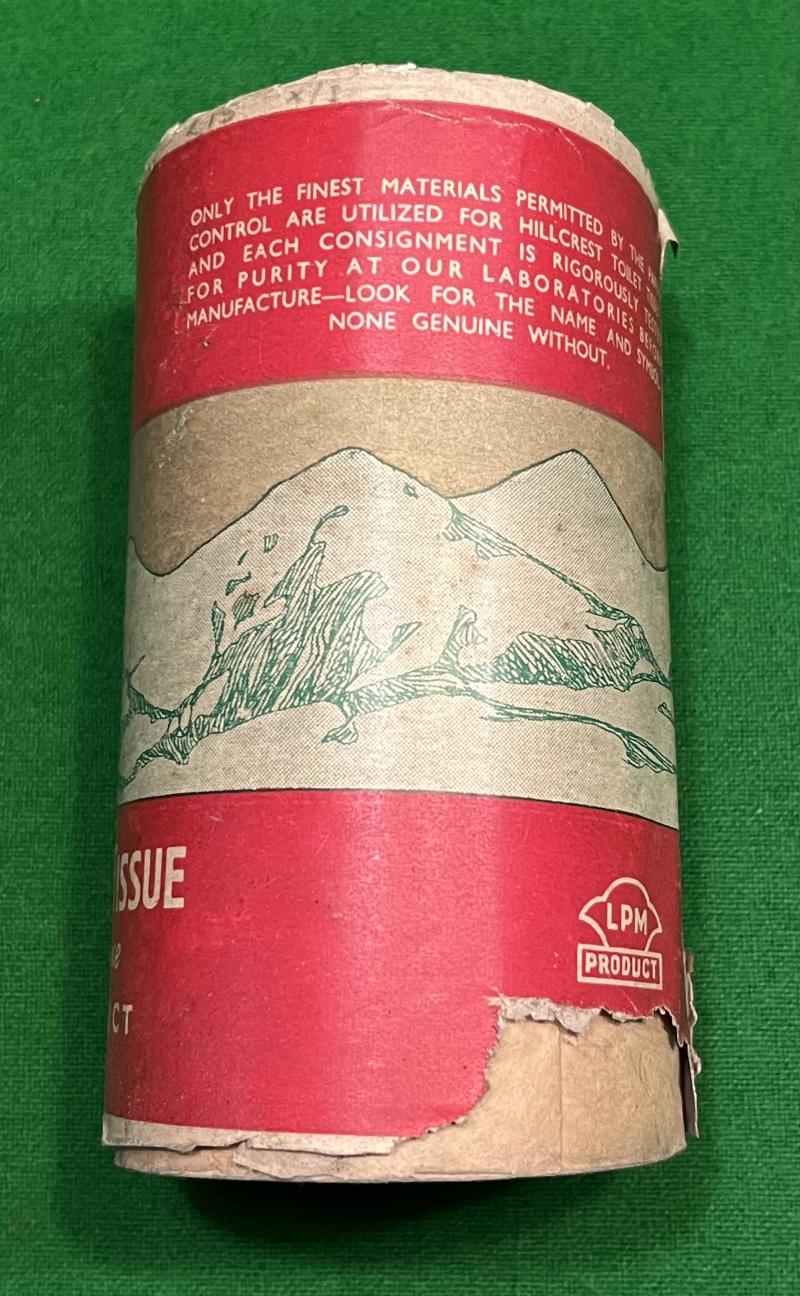 ONLY THE FINEST MATERIALS PERMITTED BY THE
CONTROL ARE UTILIZED FOR HILLCREST TOILET
AND EACH CONSIGNMENT IS RIGOROUSLY
FOR PURITY AT OUR LABORATORIES
MANUFACTURE—LOOK FOR THE NAME AND
NONE GENUINE WITHOUT.
ISSUE
CT
LPM
PRODUCT